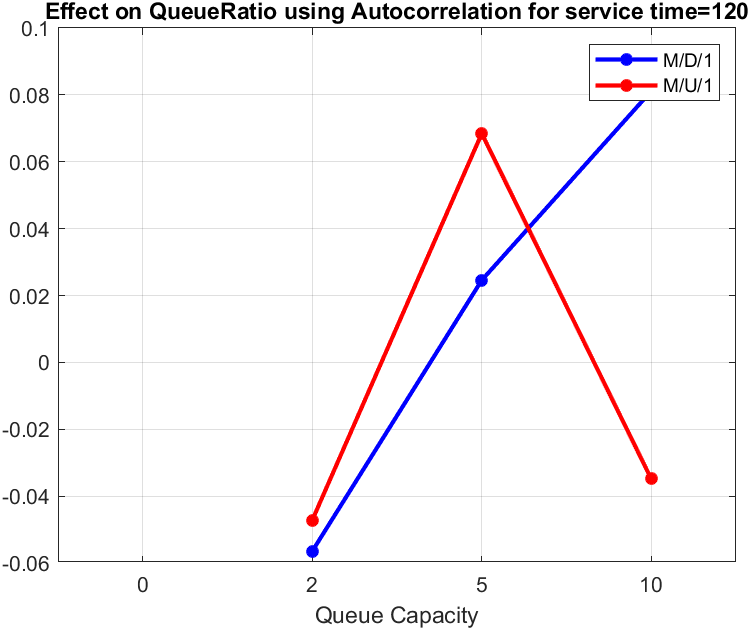 Effect on QueueRatio using Autocorrelation for service time=120
0.1
M/D/1
M/U/1
0.08
0.06
0.04
0.02
0
-0.02
-0.04
-0.06
0 2 5 10
Queue Capacity